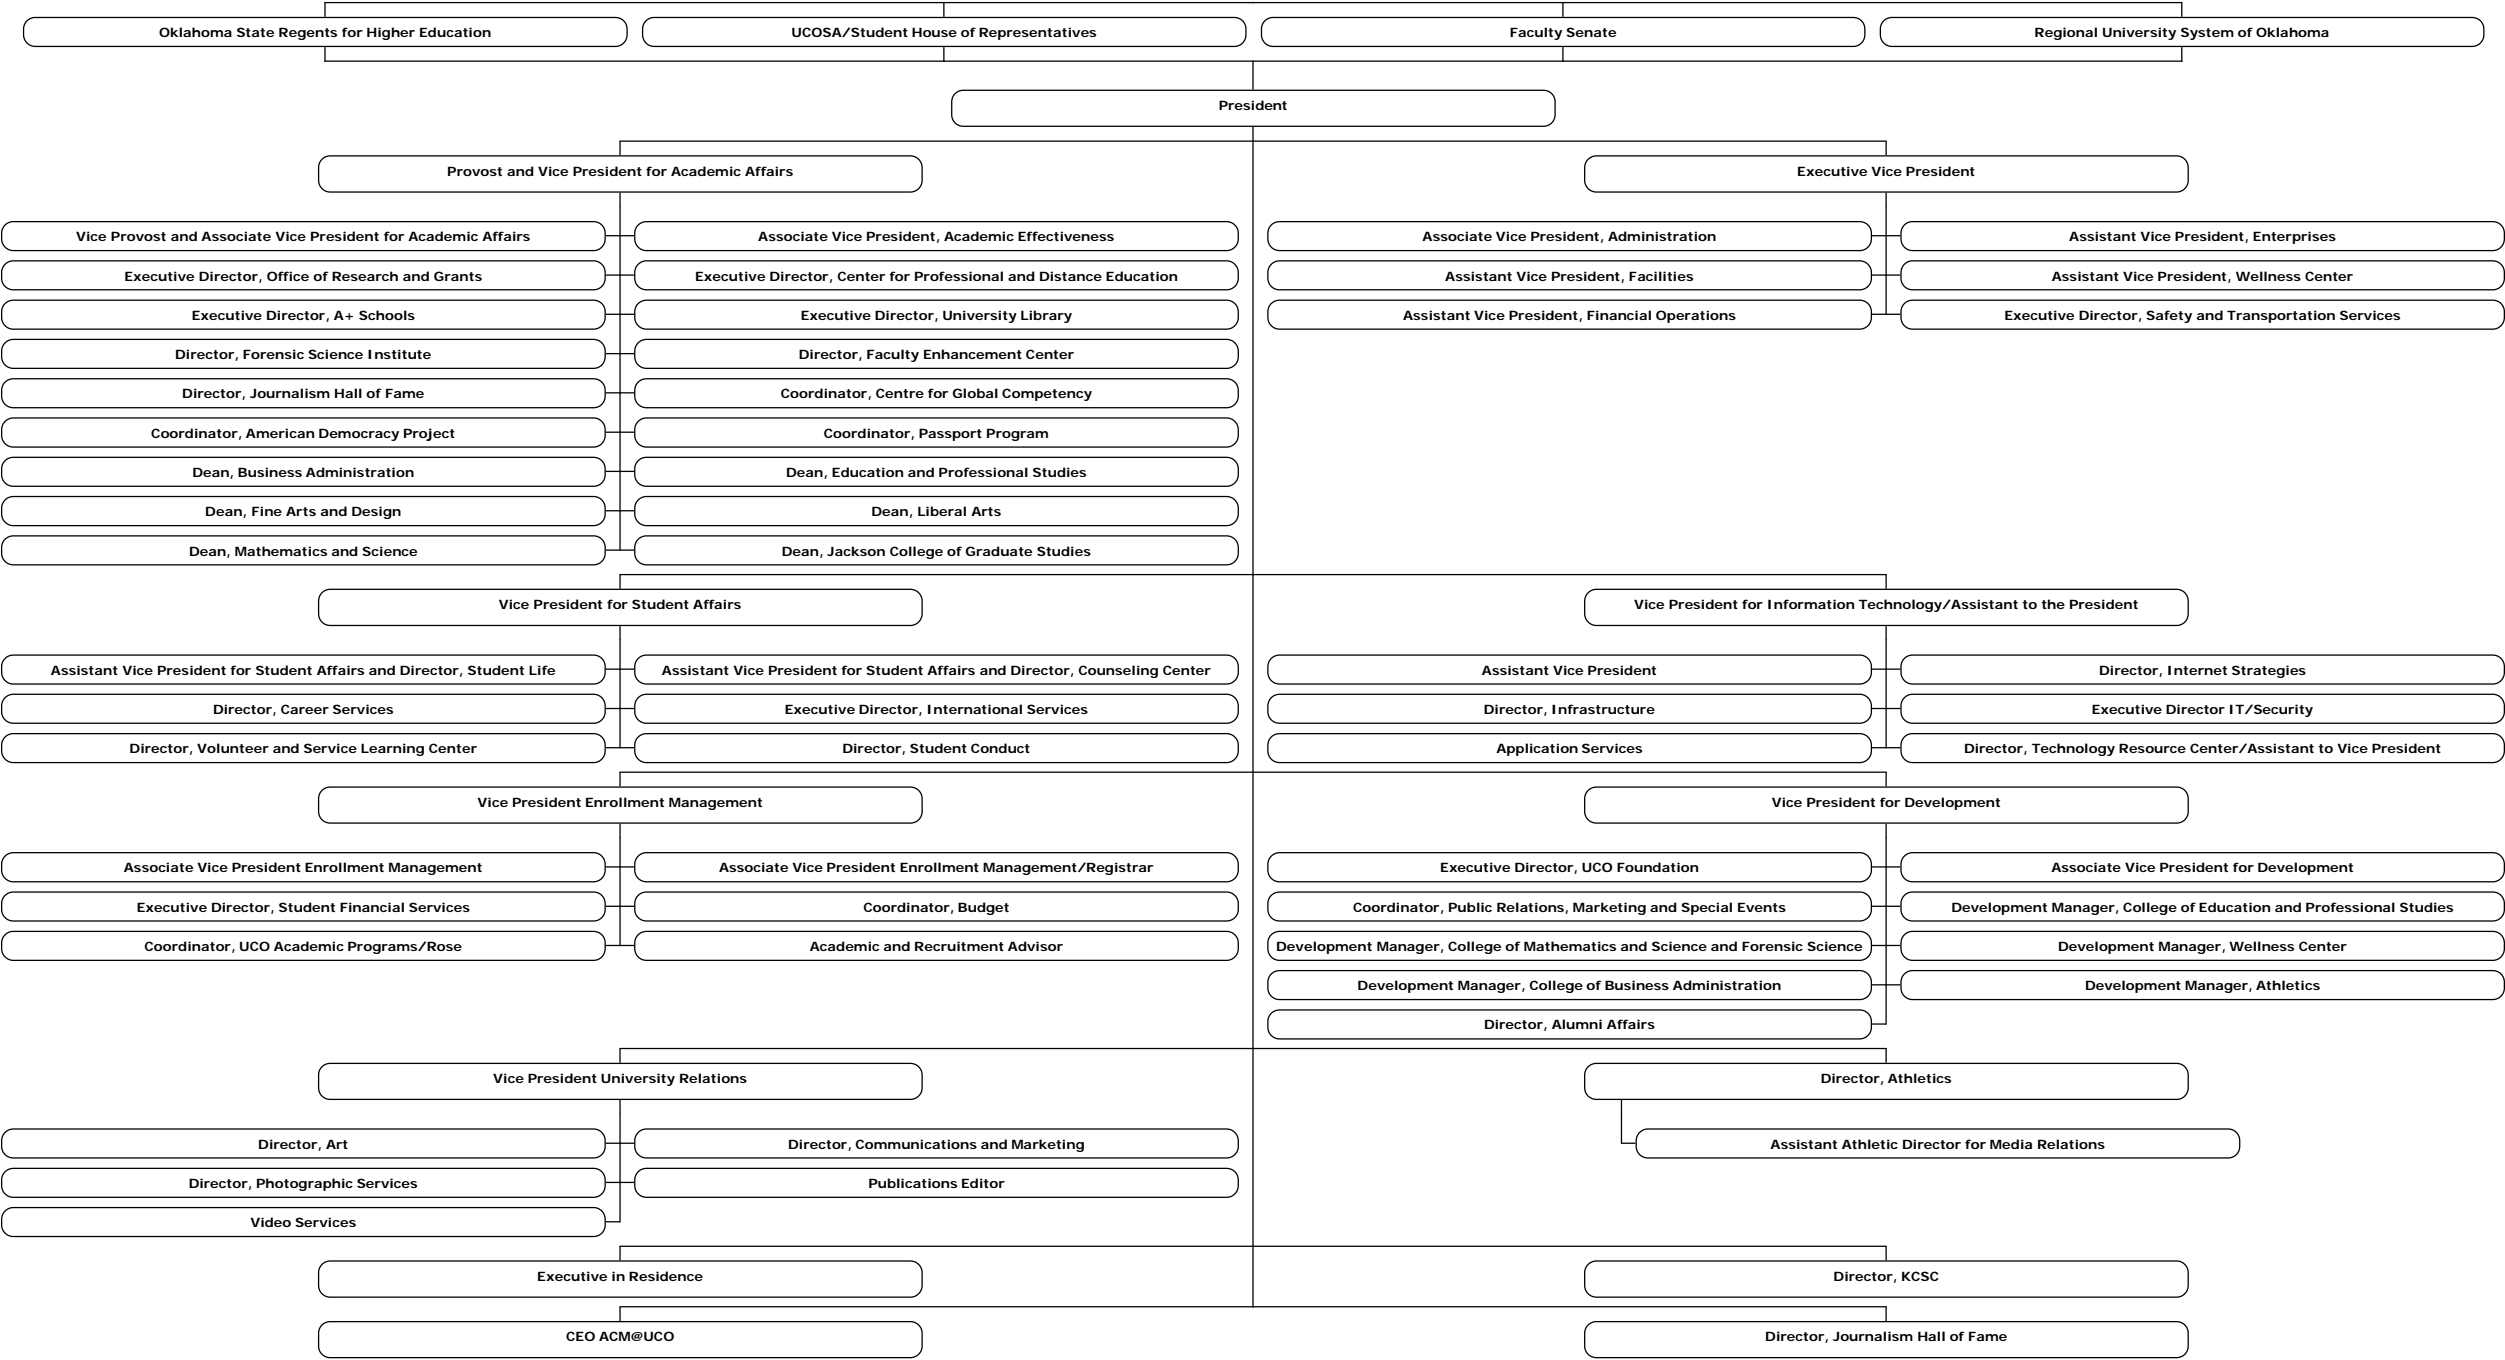 Oklahoma State Regents for Higher Education
UCOSA/Student House of Representatives
Faculty Senate
Regional University System of Oklahoma
President
Provost and Vice President for Academic Affairs
Executive Vice President
Vice Provost and Associate Vice President for Academic Affairs
Associate Vice President, Academic Effectiveness
Associate Vice President, Administration
Assistant Vice President, Enterprises
Executive Director, Office of Research and Grants
Executive Director, Center for Professional and Distance Education
Assistant Vice President, Facilities
Assistant Vice President, Wellness Center
Executive Director, A+ Schools
Executive Director, University Library
Assistant Vice President, Financial Operations
Executive Director, Safety and Transportation Services
Director, Forensic Science Institute
Director, Faculty Enhancement Center
Director, Journalism Hall of Fame
Coordinator, Centre for Global Competency
Coordinator, American Democracy Project
Coordinator, Passport Program
Dean, Business Administration
Dean, Education and Professional Studies
Dean, Fine Arts and Design
Dean, Liberal Arts
Dean, Mathematics and Science
Dean, Jackson College of Graduate Studies
Vice President for Student Affairs
Vice President for Information Technology/Assistant to the President
Assistant Vice President for Student Affairs and Director, Student Life
Assistant Vice President for Student Affairs and Director, Counseling Center
Assistant Vice President
Director, Internet Strategies
Director, Career Services
Executive Director, International Services
Director, Infrastructure
Executive Director IT/Security
Director, Volunteer and Service Learning Center
Director, Student Conduct
Application Services
Director, Technology Resource Center/Assistant to Vice President
Vice President Enrollment Management
Vice President for Development
Associate Vice President Enrollment Management
Associate Vice President Enrollment Management/Registrar
Executive Director, UCO Foundation
Associate Vice President for Development
Executive Director, Student Financial Services
Coordinator, Budget
Coordinator, Public Relations, Marketing and Special Events
Development Manager, College of Education and Professional Studies
Coordinator, UCO Academic Programs/Rose
Academic and Recruitment Advisor
Development Manager, College of Mathematics and Science and Forensic Science
Development Manager, Wellness Center
Development Manager, College of Business Administration
Development Manager, Athletics
Director, Alumni Affairs
Vice President University Relations
Director, Athletics
Director, Art
Director, Communications and Marketing
Assistant Athletic Director for Media Relations
Director, Photographic Services
Publications Editor
Video Services
Executive in Residence
Director, KCSC
CEO ACM@UCO
Director, Journalism Hall of Fame